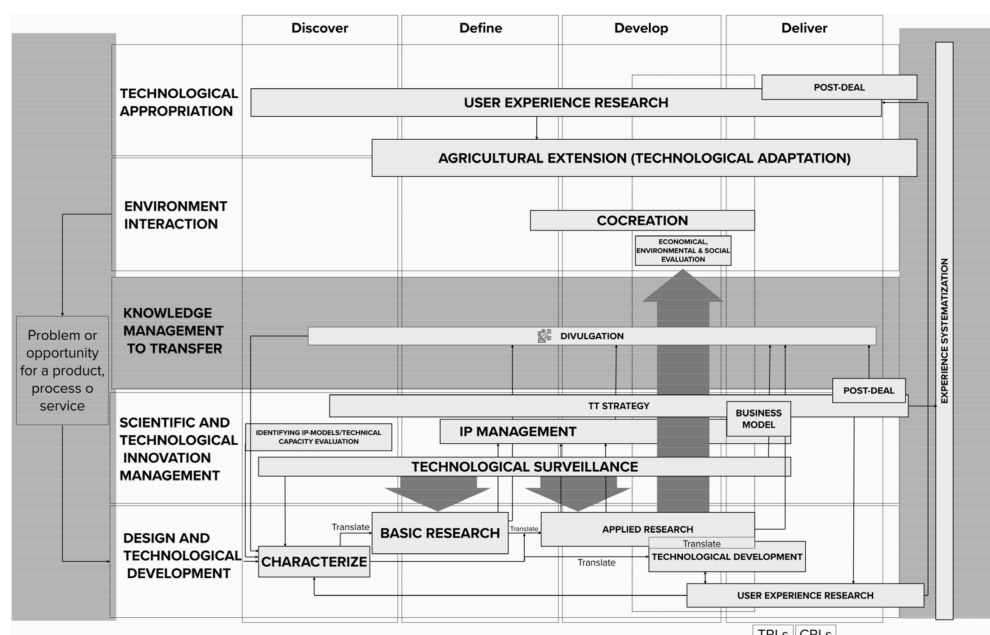 Discover
Define
Develop
Deliver
TECHNOLOGICAL
APPROPRIATION
POST-DEAL
USER EXPERIENCE RESEARCH
AGRICULTURAL EXTENSION (TECHNOLOGICAL ADAPTATION)
ENVIRONMENT
INTERACTION
COCREATION
ECONOMICAL,
ENVIRONMENTAL & SOCIAL
EVALUATION
KNOWLEDGE
MANAGEMENT
TO TRANSFER
DIVULGATION
Problem or
opportunity
for a product,
process o
service
EXPERIENCE SYSTEMATIZATION
POST-DEAL
TT STRATEGY
SCIENTIFIC AND
TECHNOLOGICAL
INNOVATION
MANAGEMENT
IDENTIFYING IP-MODELS/TECHNICAL
CAPACITY EVALUATION
IP MANAGEMENT
BUSINESS
MODEL
TECHNOLOGICAL SURVEILLANCE
DESIGN AND
TECHNOLOGICAL
DEVELOPMENT
Translate
BASIC RESEARCH
Translate
APPLIED RESEARCH
Translate
CHARACTERIZE
Translate
TECHNOLOGICAL DEVELOPMENT
USER EXPERIENCE RESEARCH
TRLs
CRLs